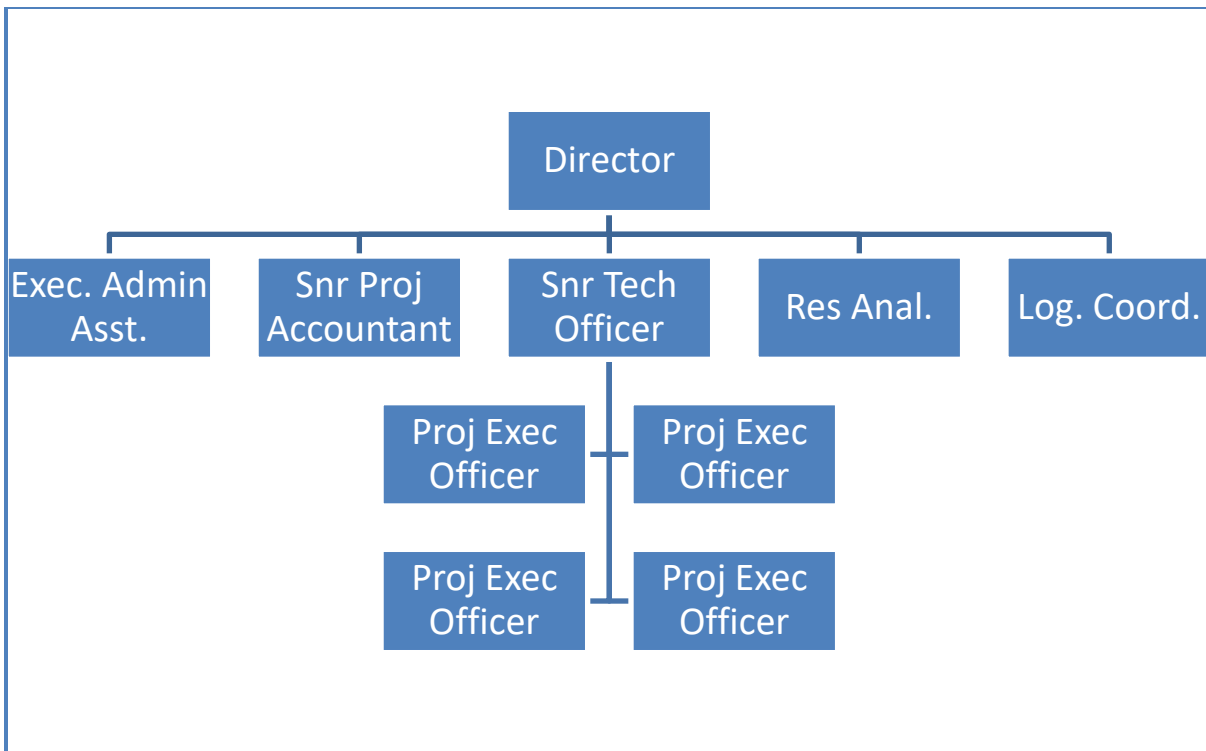 Director
Exec. Admin
Asst.
Snr Proj
Accountant
Snr Tech
Officer
Res Anal.
Log. Coord.
Proj Exec
Officer
Proj Exec
Officer
Proj Exec
Officer
Proj Exec
Officer